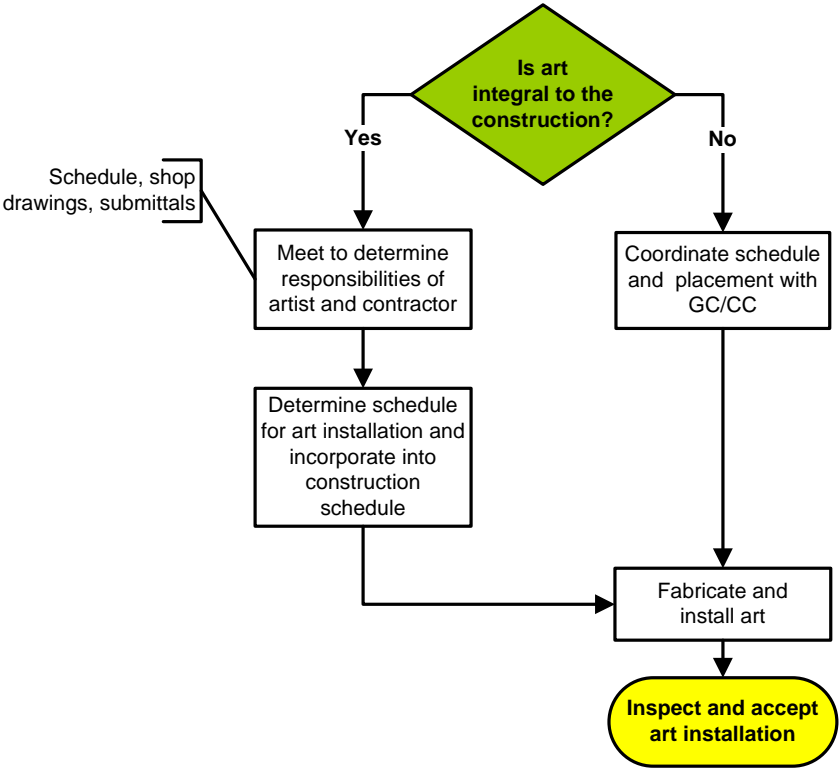 Is art
integral to the
construction?
Yes
No
Schedule, shop
drawings, submittals
Meet to determine
responsibilities of
artist and contractor
Coordinate schedule
and  placement with
GC/CC
Determine schedule
for art installation and
incorporate into
construction
schedule
Fabricate and
install art
Inspect and accept
art installation